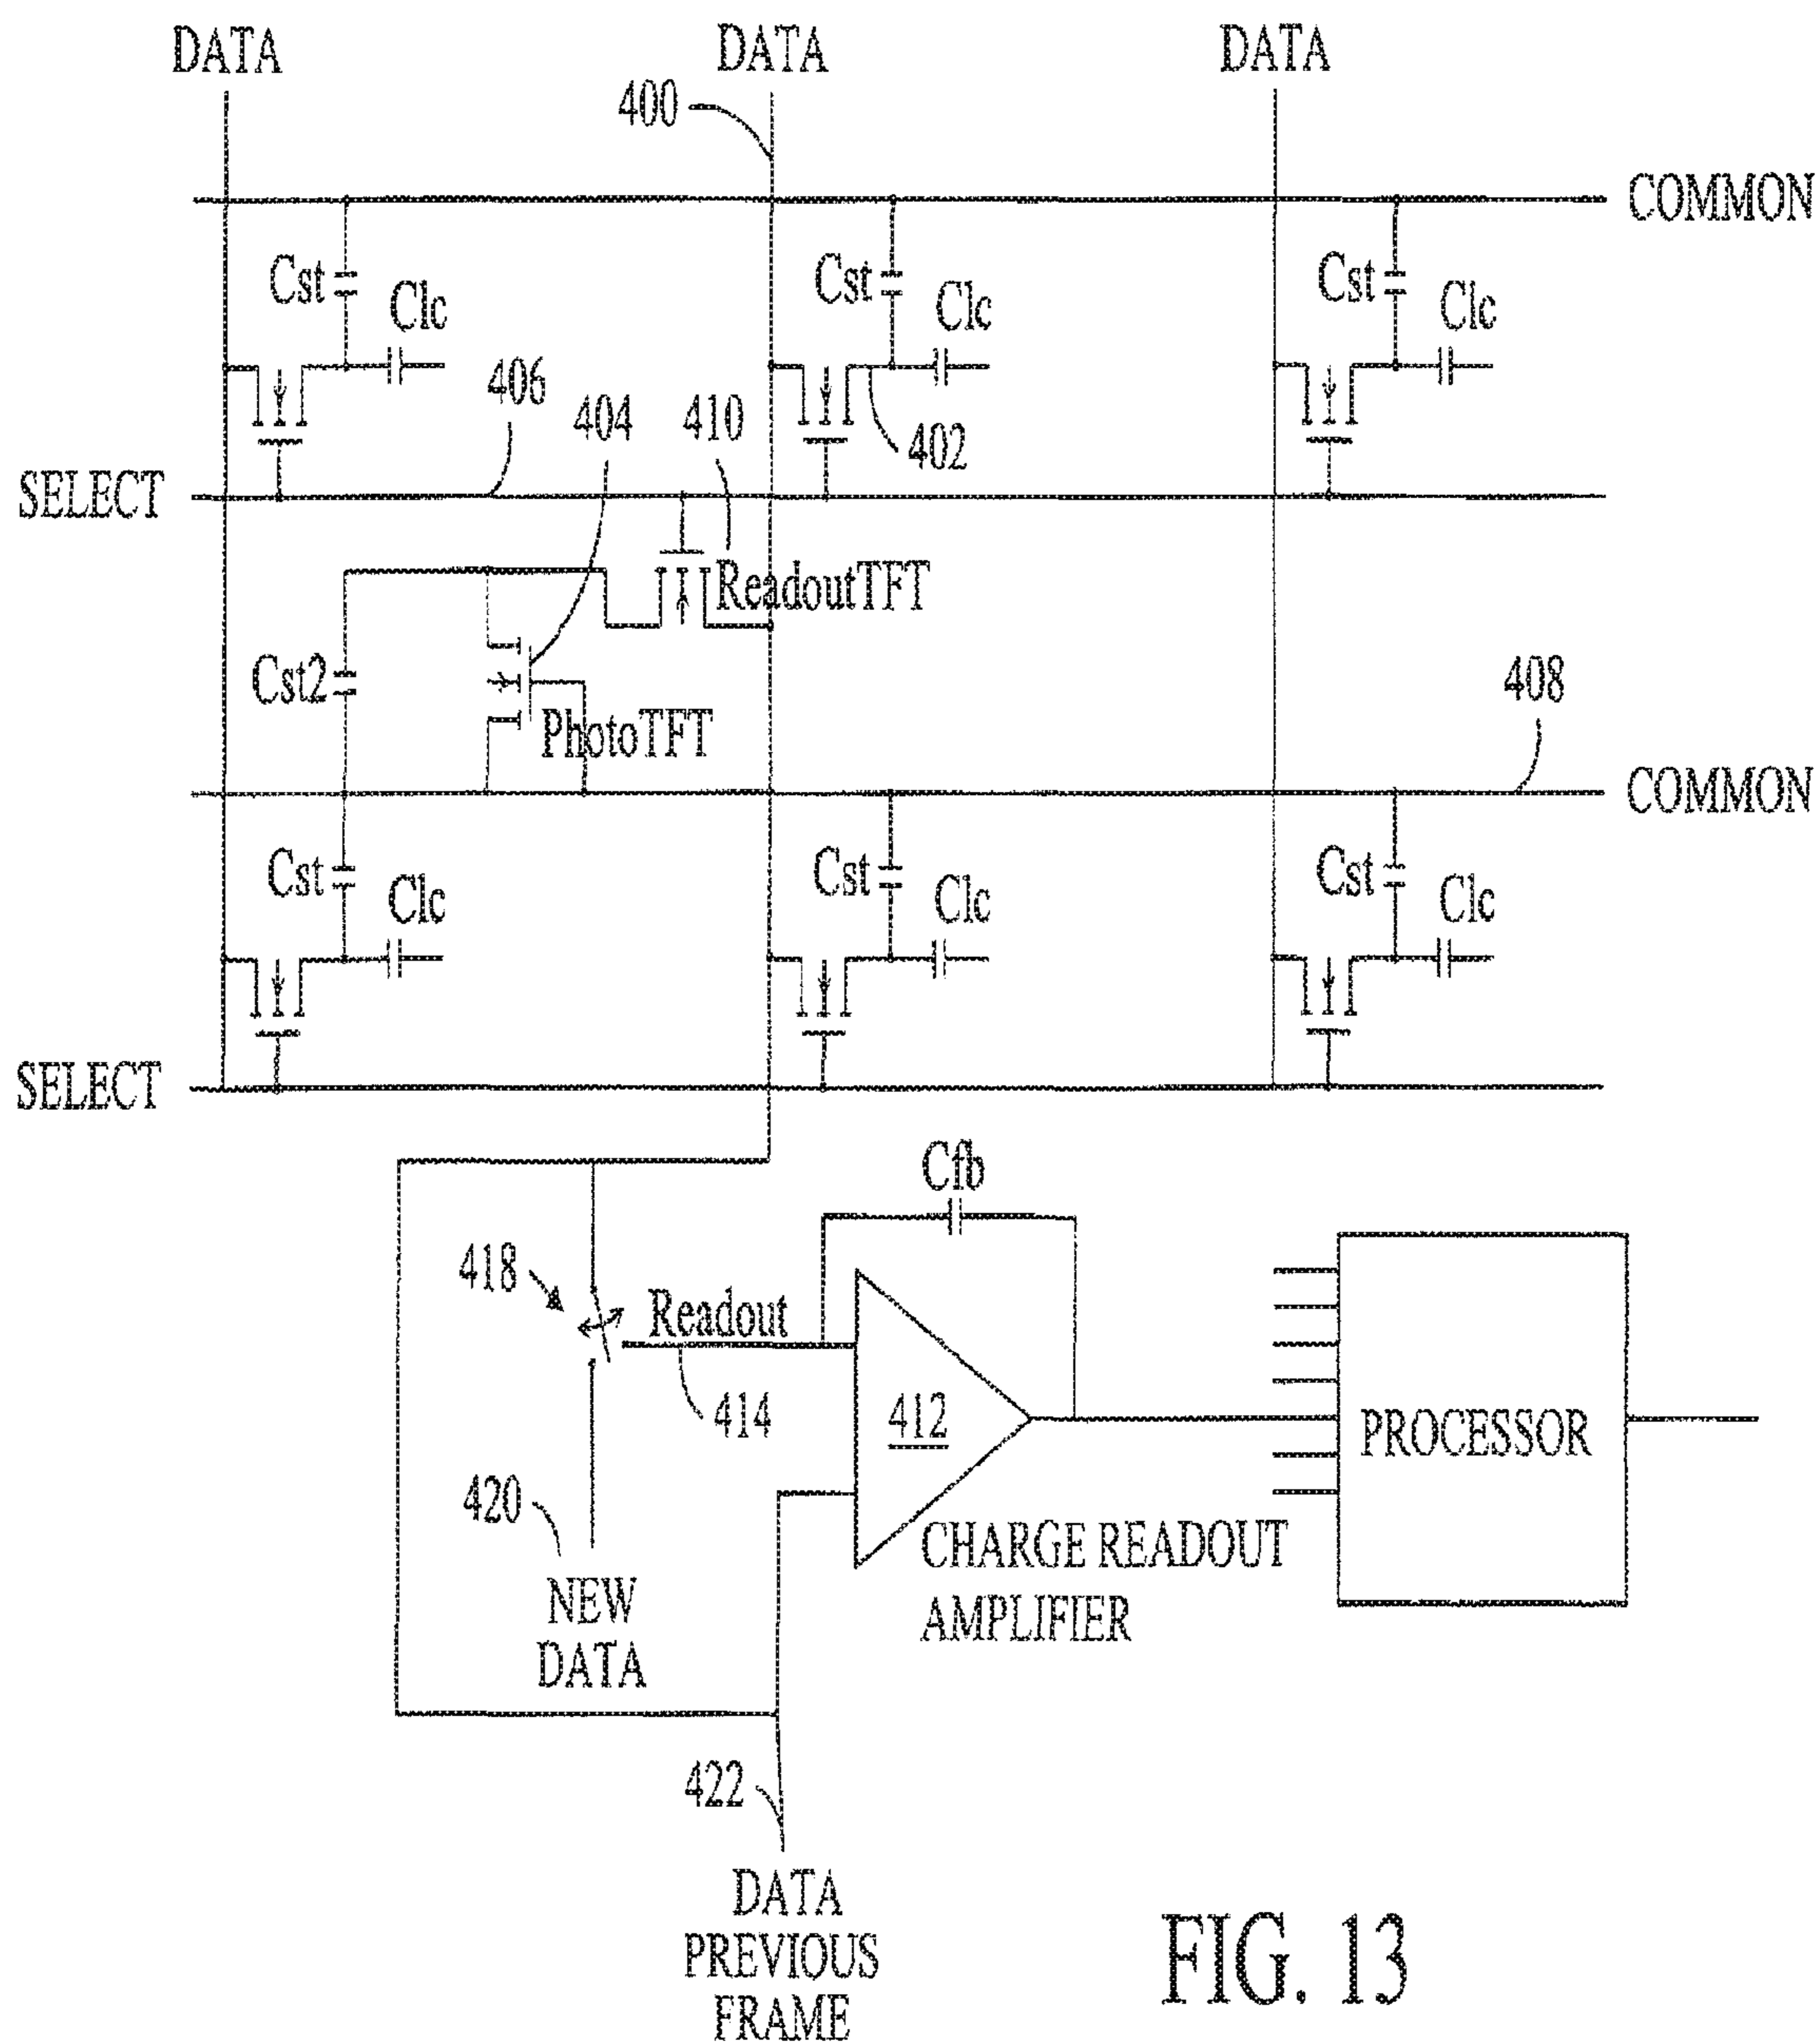 DATA DATA DATA
400
COMMON
Cst Clc Cst Clc Cst Clc
406 404 410 402
SELECT
ReadoutTFT
Cst2
PhotoTFT
408
COMMON
Cst Clc Cst Clc Cst Clc
SELECT
Cfb
418
Readout
414
412
PROCESSOR
420
CHARGE READOUT
AMPLIFIER
NEW
DATA
422
DATA
PREVIOUS
FRAME
FIG. 13